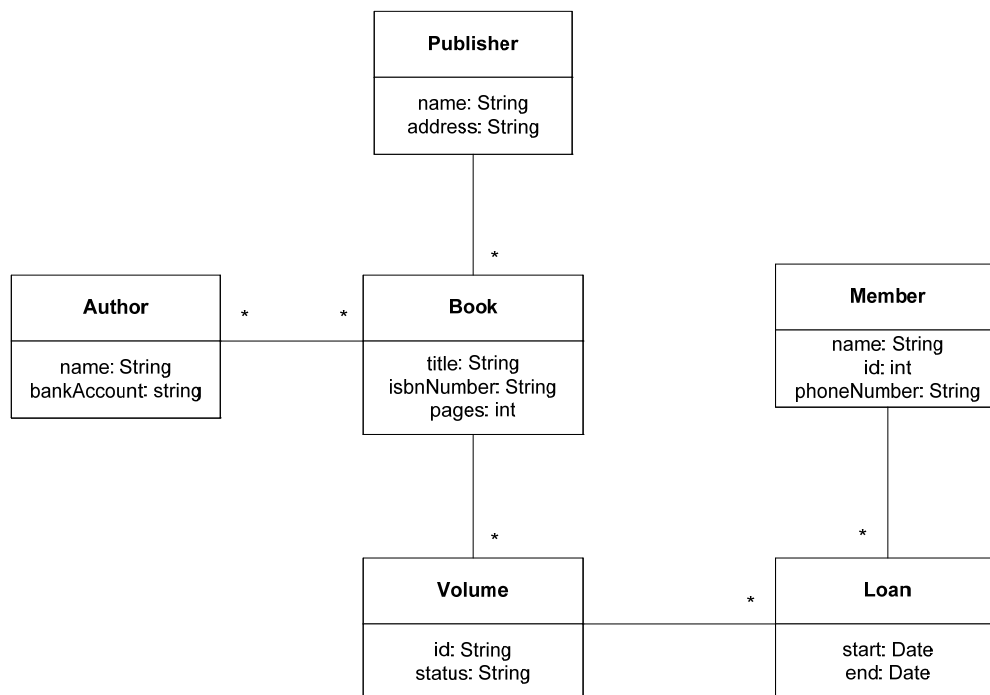 Publisher
name: String
address: String
*
Author
name: String
bankAccount: string
* *
Book
title: String
isbnNumber: String
pages: int
Member
name: String
id: int
phoneNumber: String
*
*
Volume
id: String
status: String
*
Loan
start: Date
end: Date